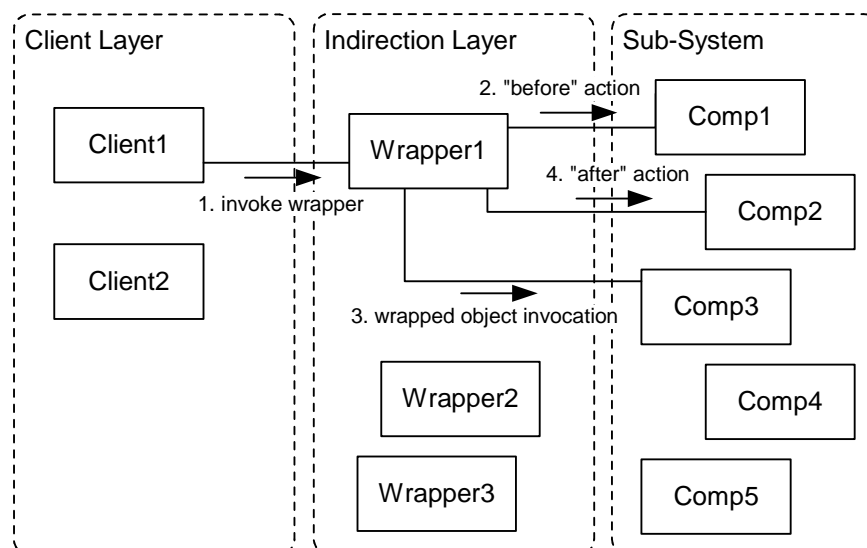 Client Layer
Indirection Layer
Sub-System
2. "before" action
Comp1
Client1
Wrapper1
4. "after" action
1. invoke wrapper
Comp2
Client2
Comp3
3. wrapped object invocation
Wrapper2
Comp4
Wrapper3
Comp5